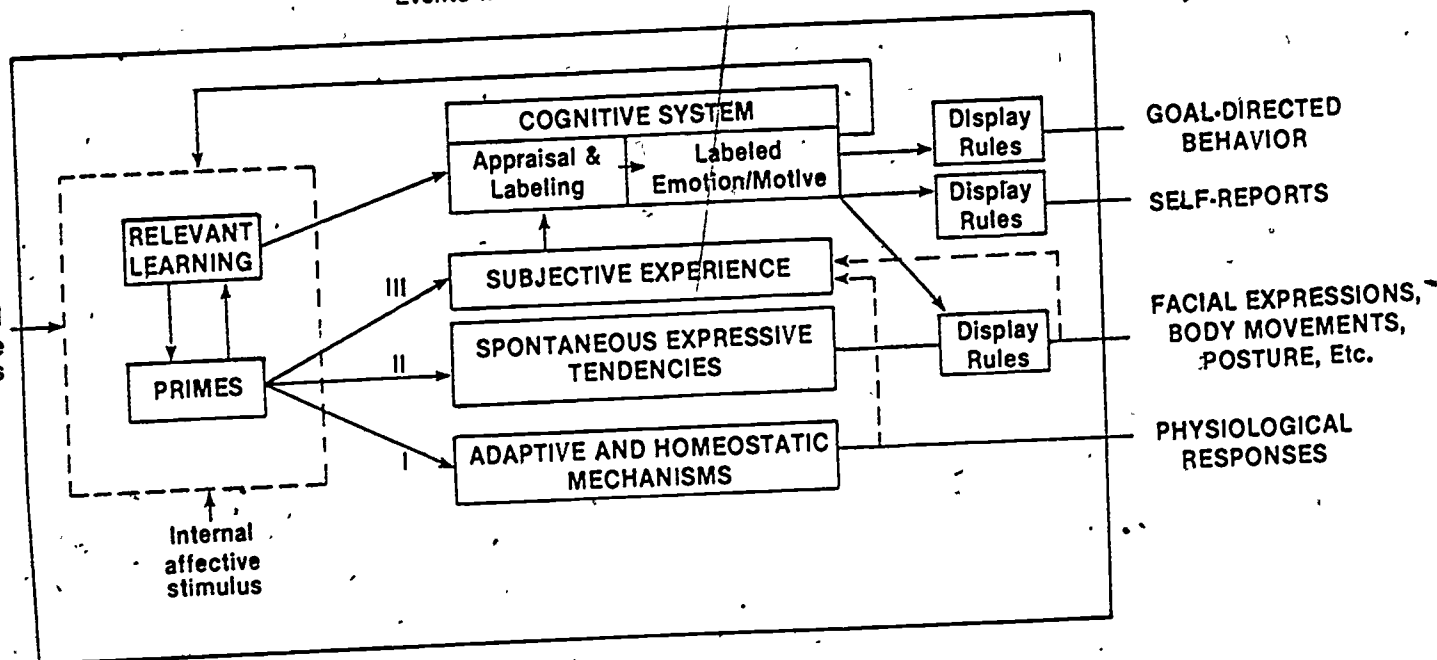 COGNITIVE SYSTEM
Appraisal &
Labeling
Labeled
Emotion/Motive
Display
Rules
GOAL-DIRECTED
BEHAVIOR
Display
Rules
SELF-REPORTS
RELEVANT
LEARNING
III
SUBJECTIVE EXPERIENCE
II
SPONTANEOUS EXPRESSIVE
TENDENCIES
Display
Rules
FACIAL EXPRESSIONS,
BODY MOVEMENTS,
POSTURE, Etc.
PRIMES
I
ADAPTIVE AND HOMEOSTATIC
MECHANISMS
PHYSIOLOGICAL
RESPONSES
Internal
affective
stimulus